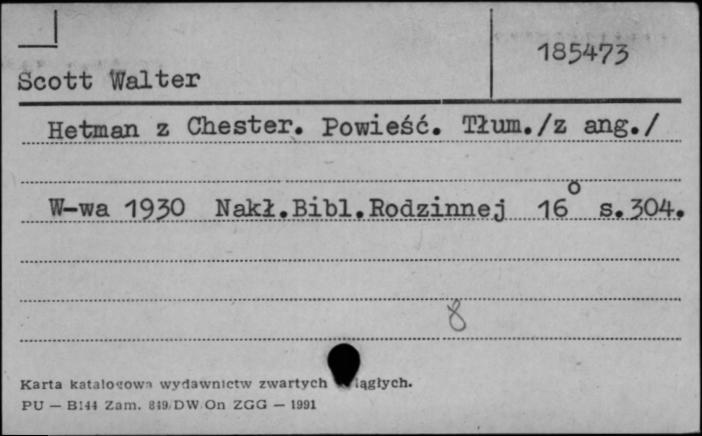 185473
Scott Walter
Hetman z Chester. Powieść. Tłum./z ang./
W-wa 1930 Nakł.Bibl.Rodzinnej 16° s.304.
8
Karta katalogowa wydawnictw zwartych ciągłych.
PU — B144 Zam. 849/DW/On ZGG — 1991